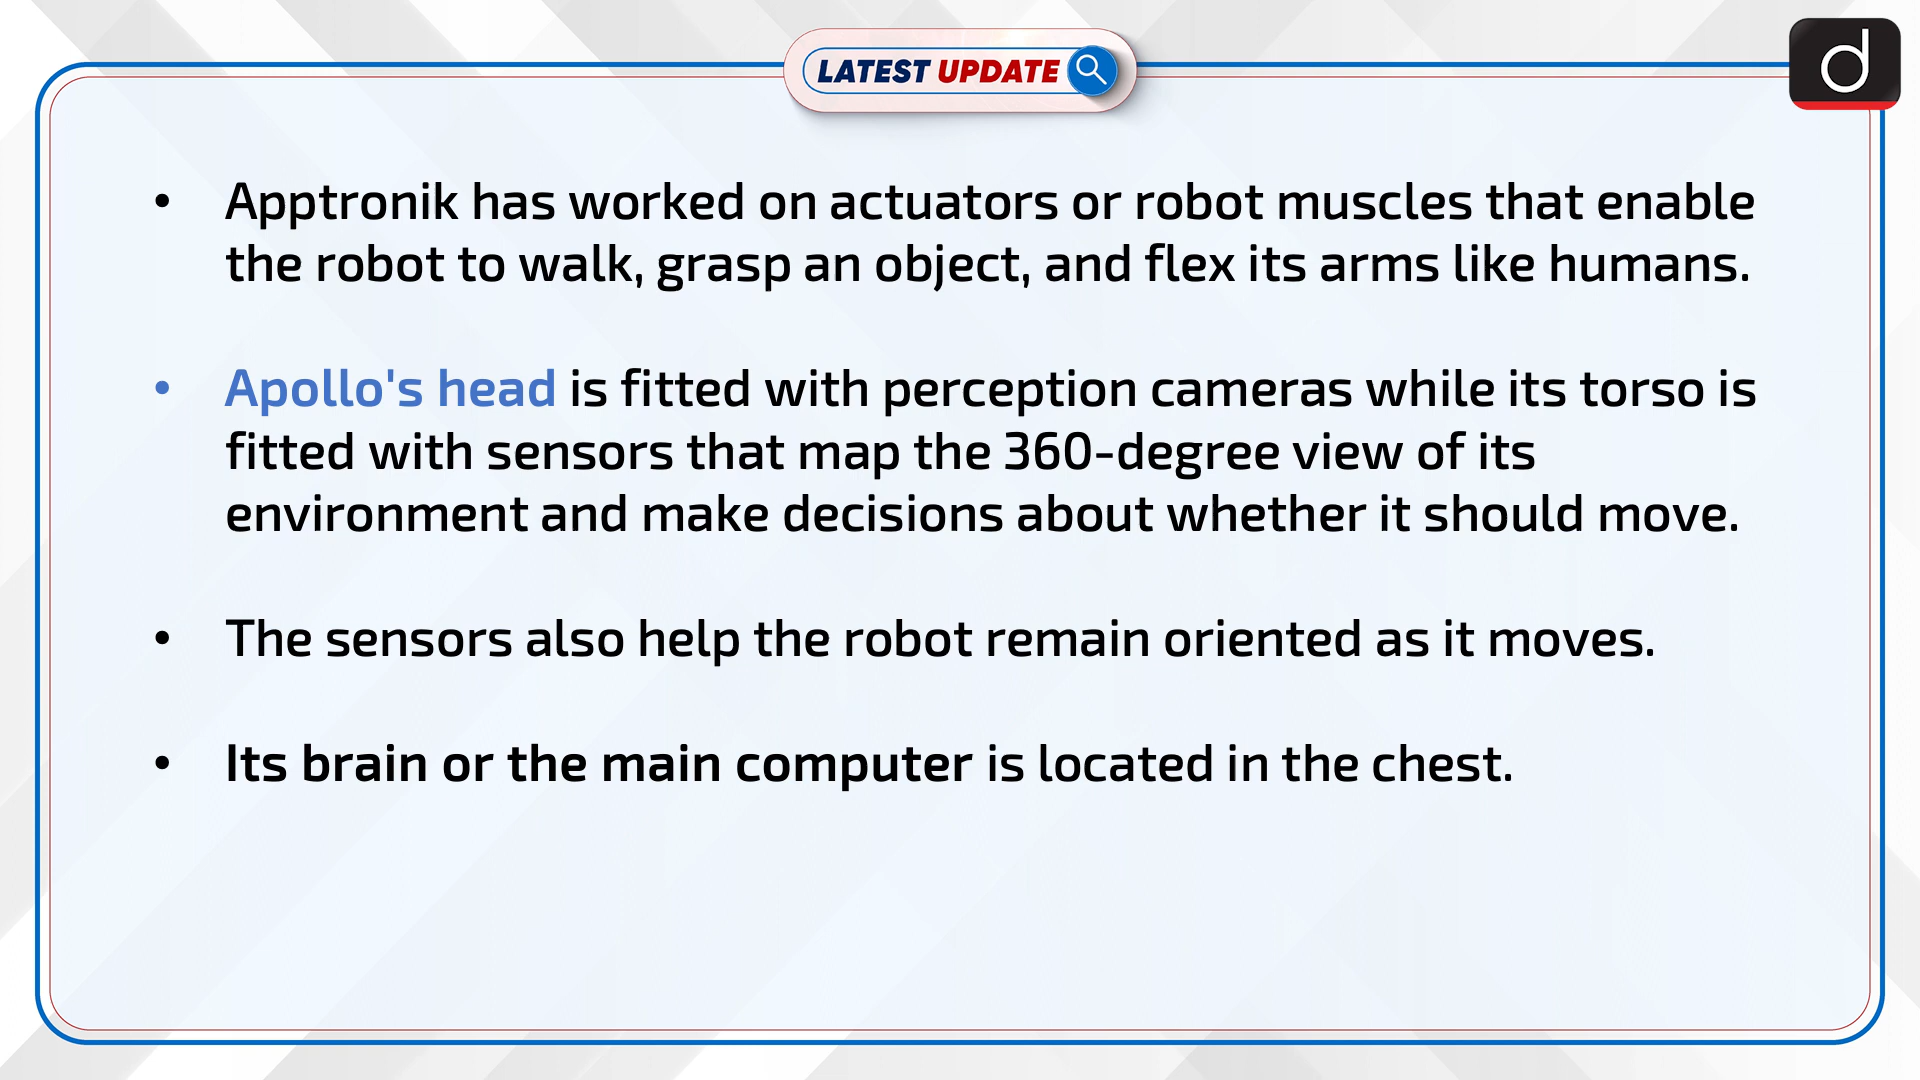 LATEST UPDATE
d
• Apptronik has worked on actuators or robot muscles that enable
the robot to walk, grasp an object, and flex its arms like humans.
• Apollo's head is fitted with perception cameras while its torso is
fitted with sensors that map the 360-degree view of its
environment and make decisions about whether it should move.
• The sensors also help the robot remain oriented as it moves.
• Its brain or the main computer is located in the chest.